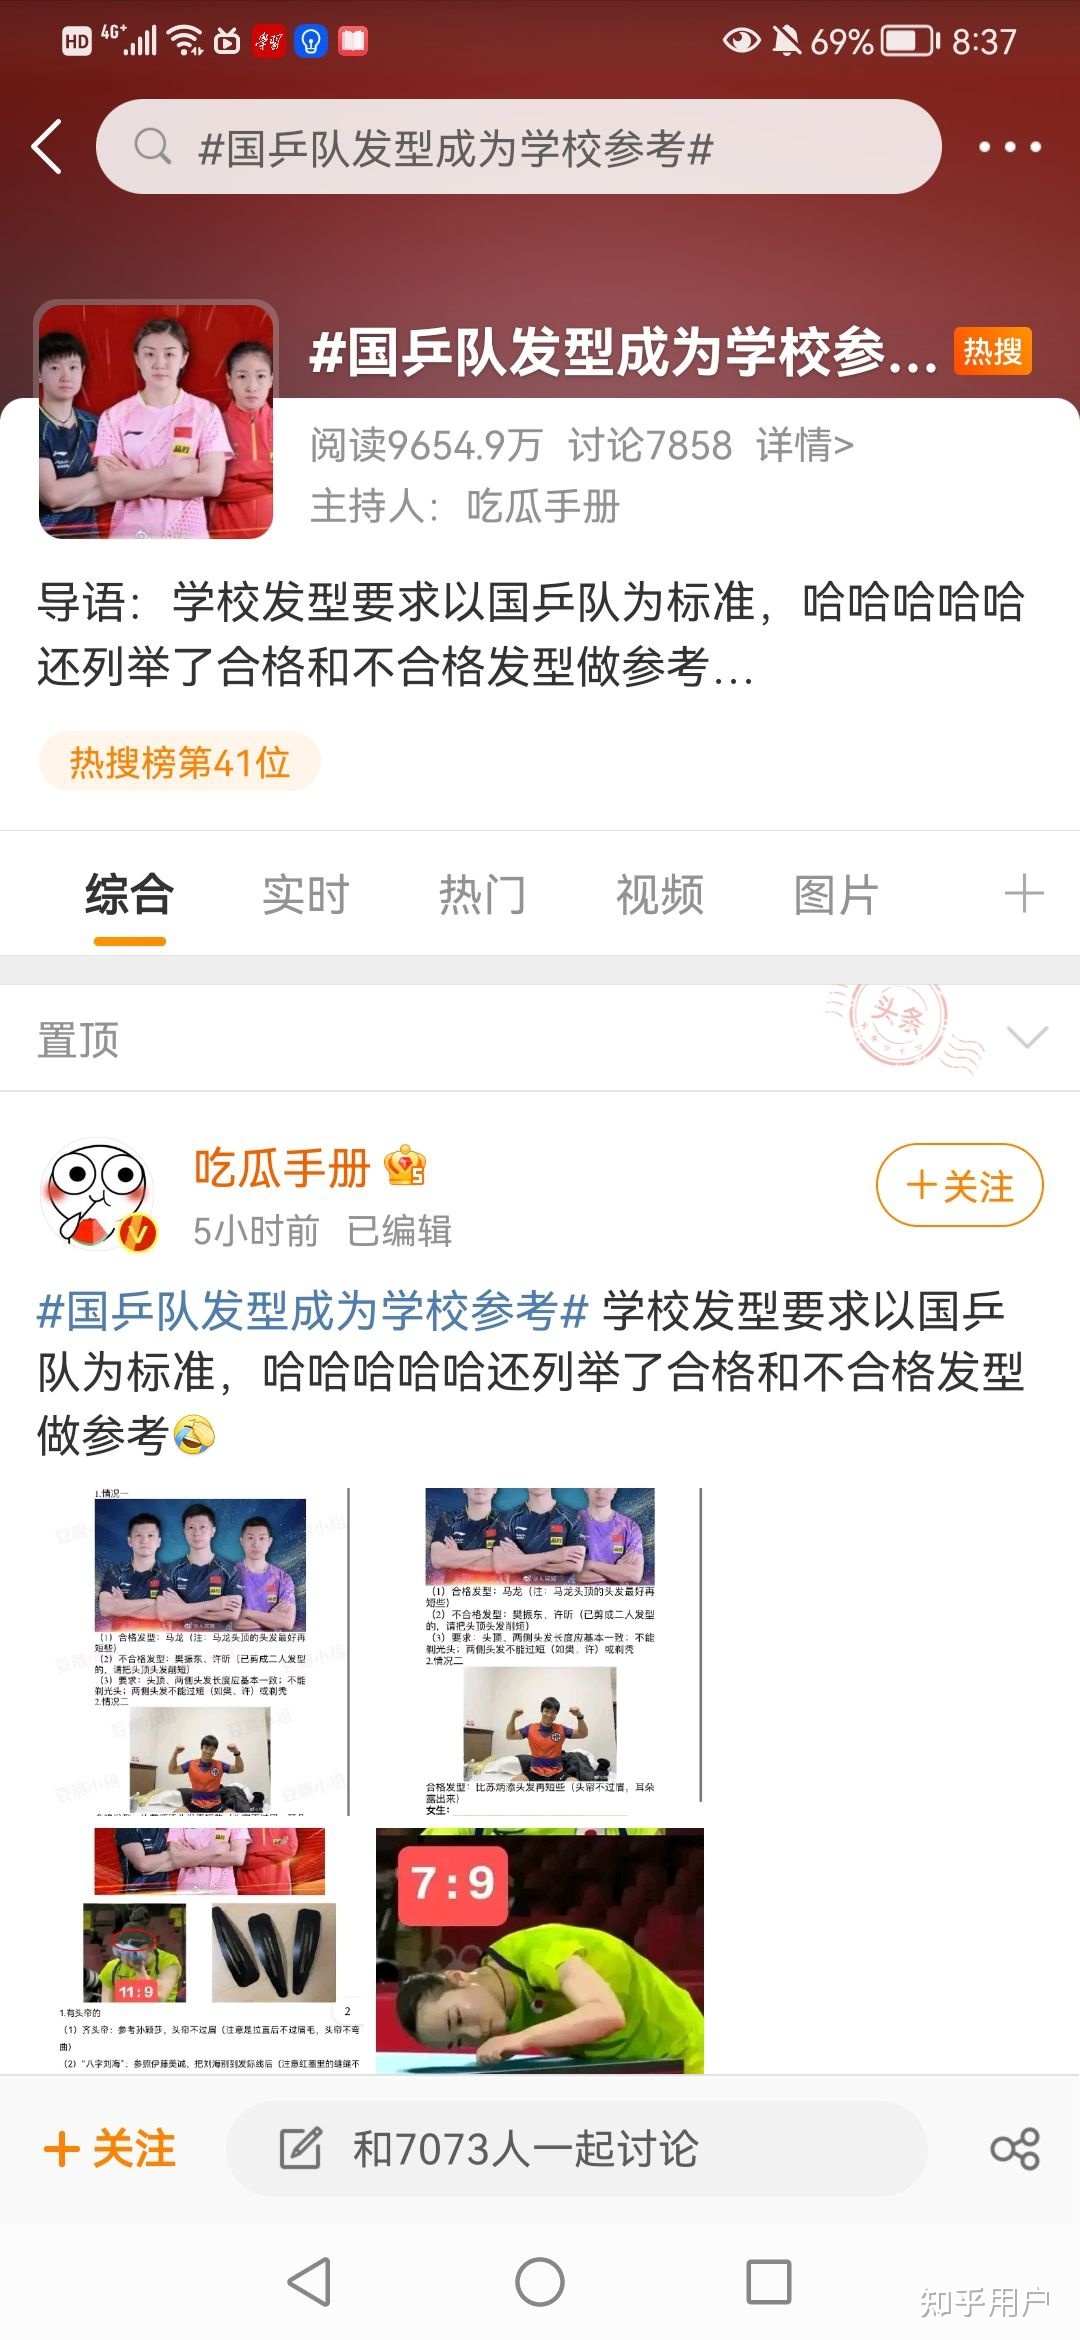 HD 4G+ 学习 69% 8:37
#国乒队发型成为学校参考#
#国乒队发型成为学校参... 热搜
阅读9654.9万 讨论7858 详情>
主持人：吃瓜手册
导语：学校发型要求以国乒队为标准，哈哈哈哈哈
还列举了合格和不合格发型做参考...
热搜榜第41位
综合 实时 热门 视频 图片
置顶
头条
吃瓜手册
5小时前 已编辑
+关注
#国乒队发型成为学校参考# 学校发型要求以国乒
队为标准，哈哈哈哈哈还列举了合格和不合格发型
做参考
1.情况一
（1）合格发型：马龙（注：马龙头顶的头发最好再
短些）
（2）不合格发型：樊振东、许昕（已剪成二人发型
的，请把头顶头发削短）
（3）要求：头顶、两侧头发长度应基本一致；不能
剃光头；两侧头发不能过短（如樊、许）或剃秃
2.情况二
（1）合格发型：马龙（注：马龙头顶的头发最好再
短些）
（2）不合格发型：樊振东、许昕（已剪成二人发型
的，请把头顶头发削短）
（3）要求：头顶、两侧头发长度应基本一致；不能
剃光头；两侧头发不能过短（如樊、许）或剃秃
2.情况二
合格发型：比苏炳添头发再短些（头帘不过眉，耳朵
露出来）
女生：
11:9
2
1.有头帘的
（1）齐头帘：参考孙颖莎，头帘不过眉（注意是拉直后不过眉毛，头帘不弯
曲）
（2）“八字刘海”：参照伊藤美诚，把刘海别到发际线后（注意红圈里的缝缝不
7:9
+关注
和7073人一起讨论
知乎用户